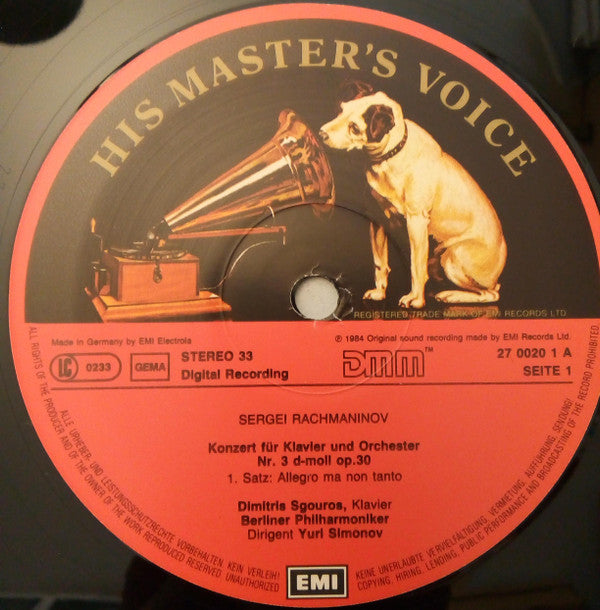 HIS MASTER'S VOICE
REGISTERED TRADE MARK OF EMI RECORDS LTD
Made in Germany by EMI Electrola
℗ 1984 Original sound recording made by EMI Records Ltd.
LC 0233
GEMA
STEREO 33
Digital Recording
DMM™
27 0020 1 A
SEITE 1
SERGEI RACHMANINOV
Konzert für Klavier und Orchester
Nr. 3 d-moll op.30
1. Satz: Allegro ma non tanto
Dimitris Sgouros, Klavier
Berliner Philharmoniker
Dirigent Yuri Simonov
ALLE URHEBER- UND LEISTUNGSSCHUTZRECHTE VORBEHALTEN. KEIN VERLEIH!
KEINE UNERLAUBTE VERVIELFÄLTIGUNG, VERMIETUNG, AUFFÜHRUNG, SENDUNG!
ALL RIGHTS OF THE PRODUCER AND OF THE OWNER OF THE WORK REPRODUCED RESERVED. UNAUTHORIZED
COPYING, HIRING, LENDING, PUBLIC PERFORMANCE AND BROADCASTING OF THE RECORD PROHIBITED
EMI